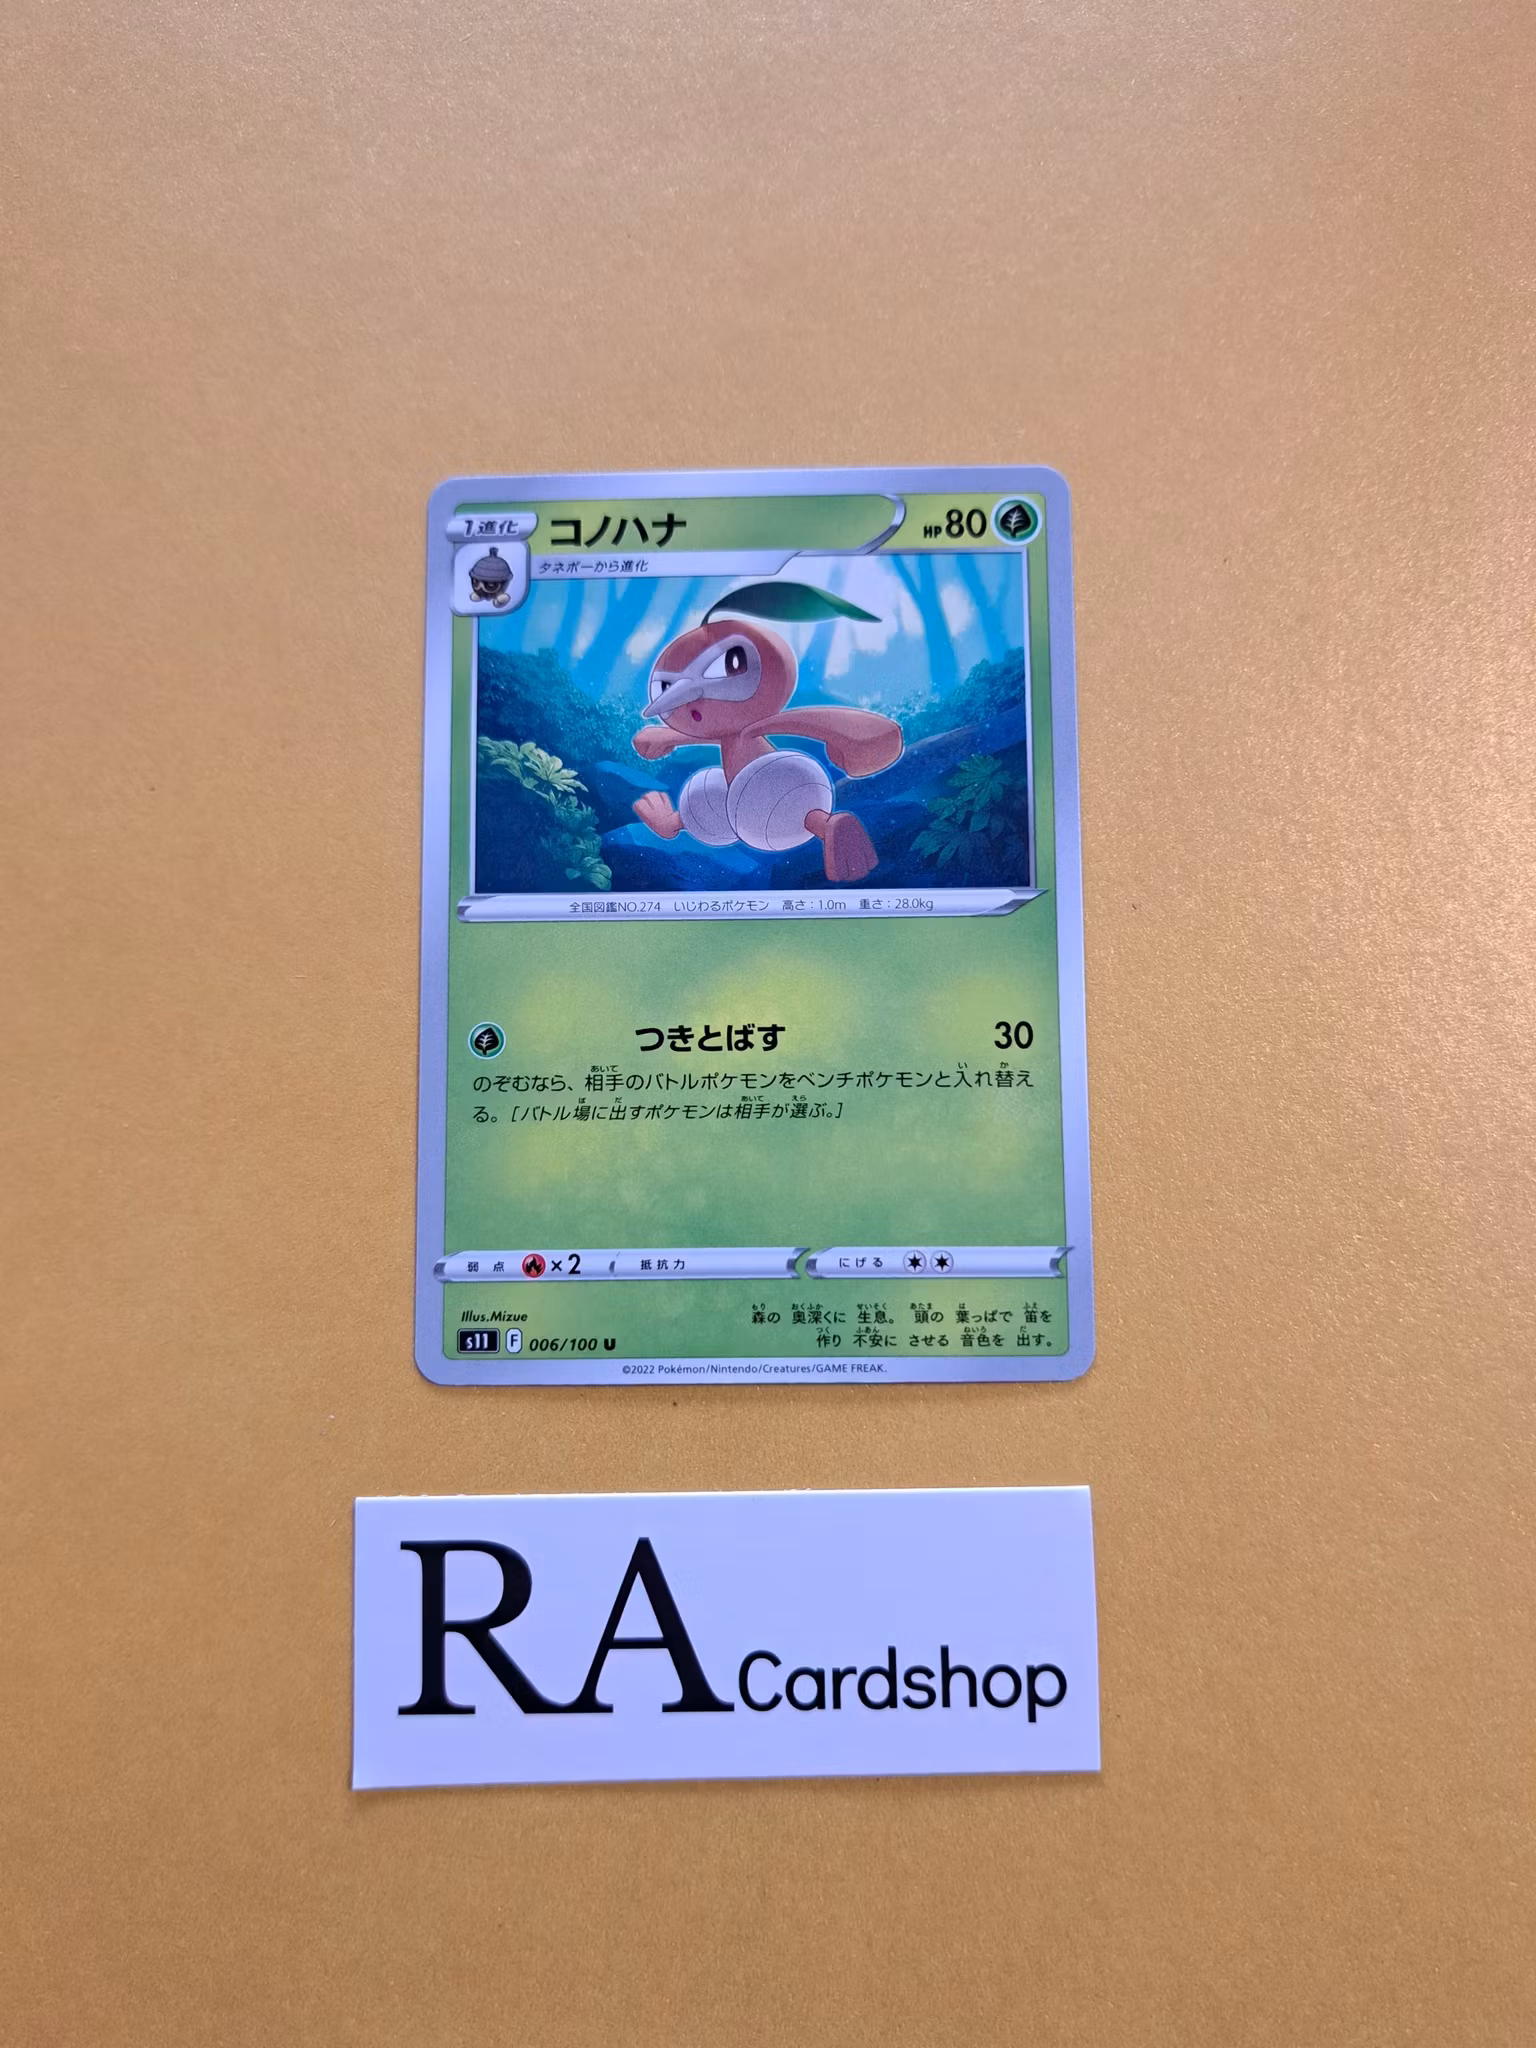 1進化 コノハナ HP80
タネボーから進化
全国図鑑NO.274 いじわるポケモン 高さ：1.0m 重さ：28.0kg
つきとばす 30
のぞむなら、相手のバトルポケモンをベンチポケモンと入れ替え
る。[バトル場に出すポケモンは相手が選ぶ。]
弱点 ×2 抵抗力 にげる
Illus.Mizue
森の 奥深くに 生息。 頭の 葉っぱで 笛を
作り 不安に させる 音色を 出す。
s11 F 006/100 U
©2022 Pokémon/Nintendo/Creatures/GAME FREAK.
RA Cardshop